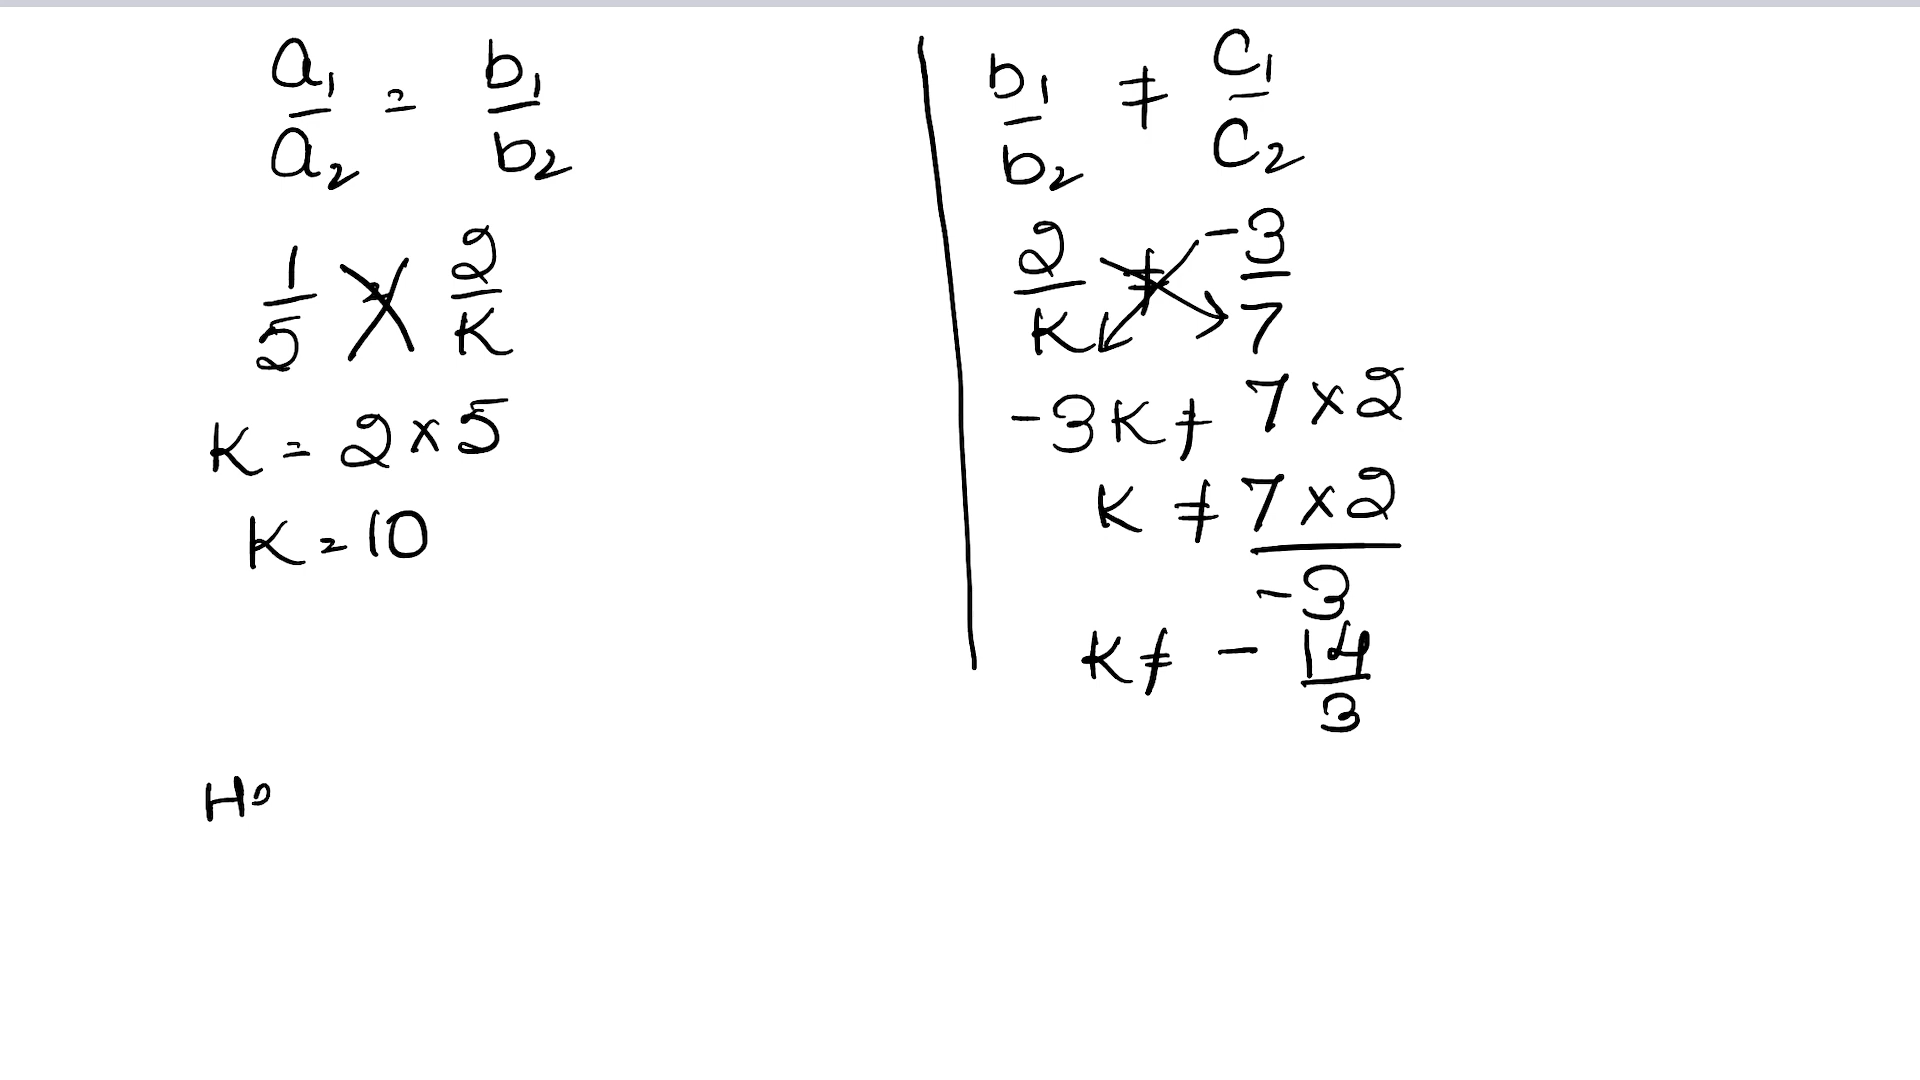 a₁/a₂ = b₁/b₂
1/5 = 2/K
K = 2 × 5
K = 10
b₁/b₂ ≠ C₁/C₂
2/K ≠ -3/7
-3K ≠ 7 × 2
K ≠ 7 × 2/-3
K ≠ - 14/3